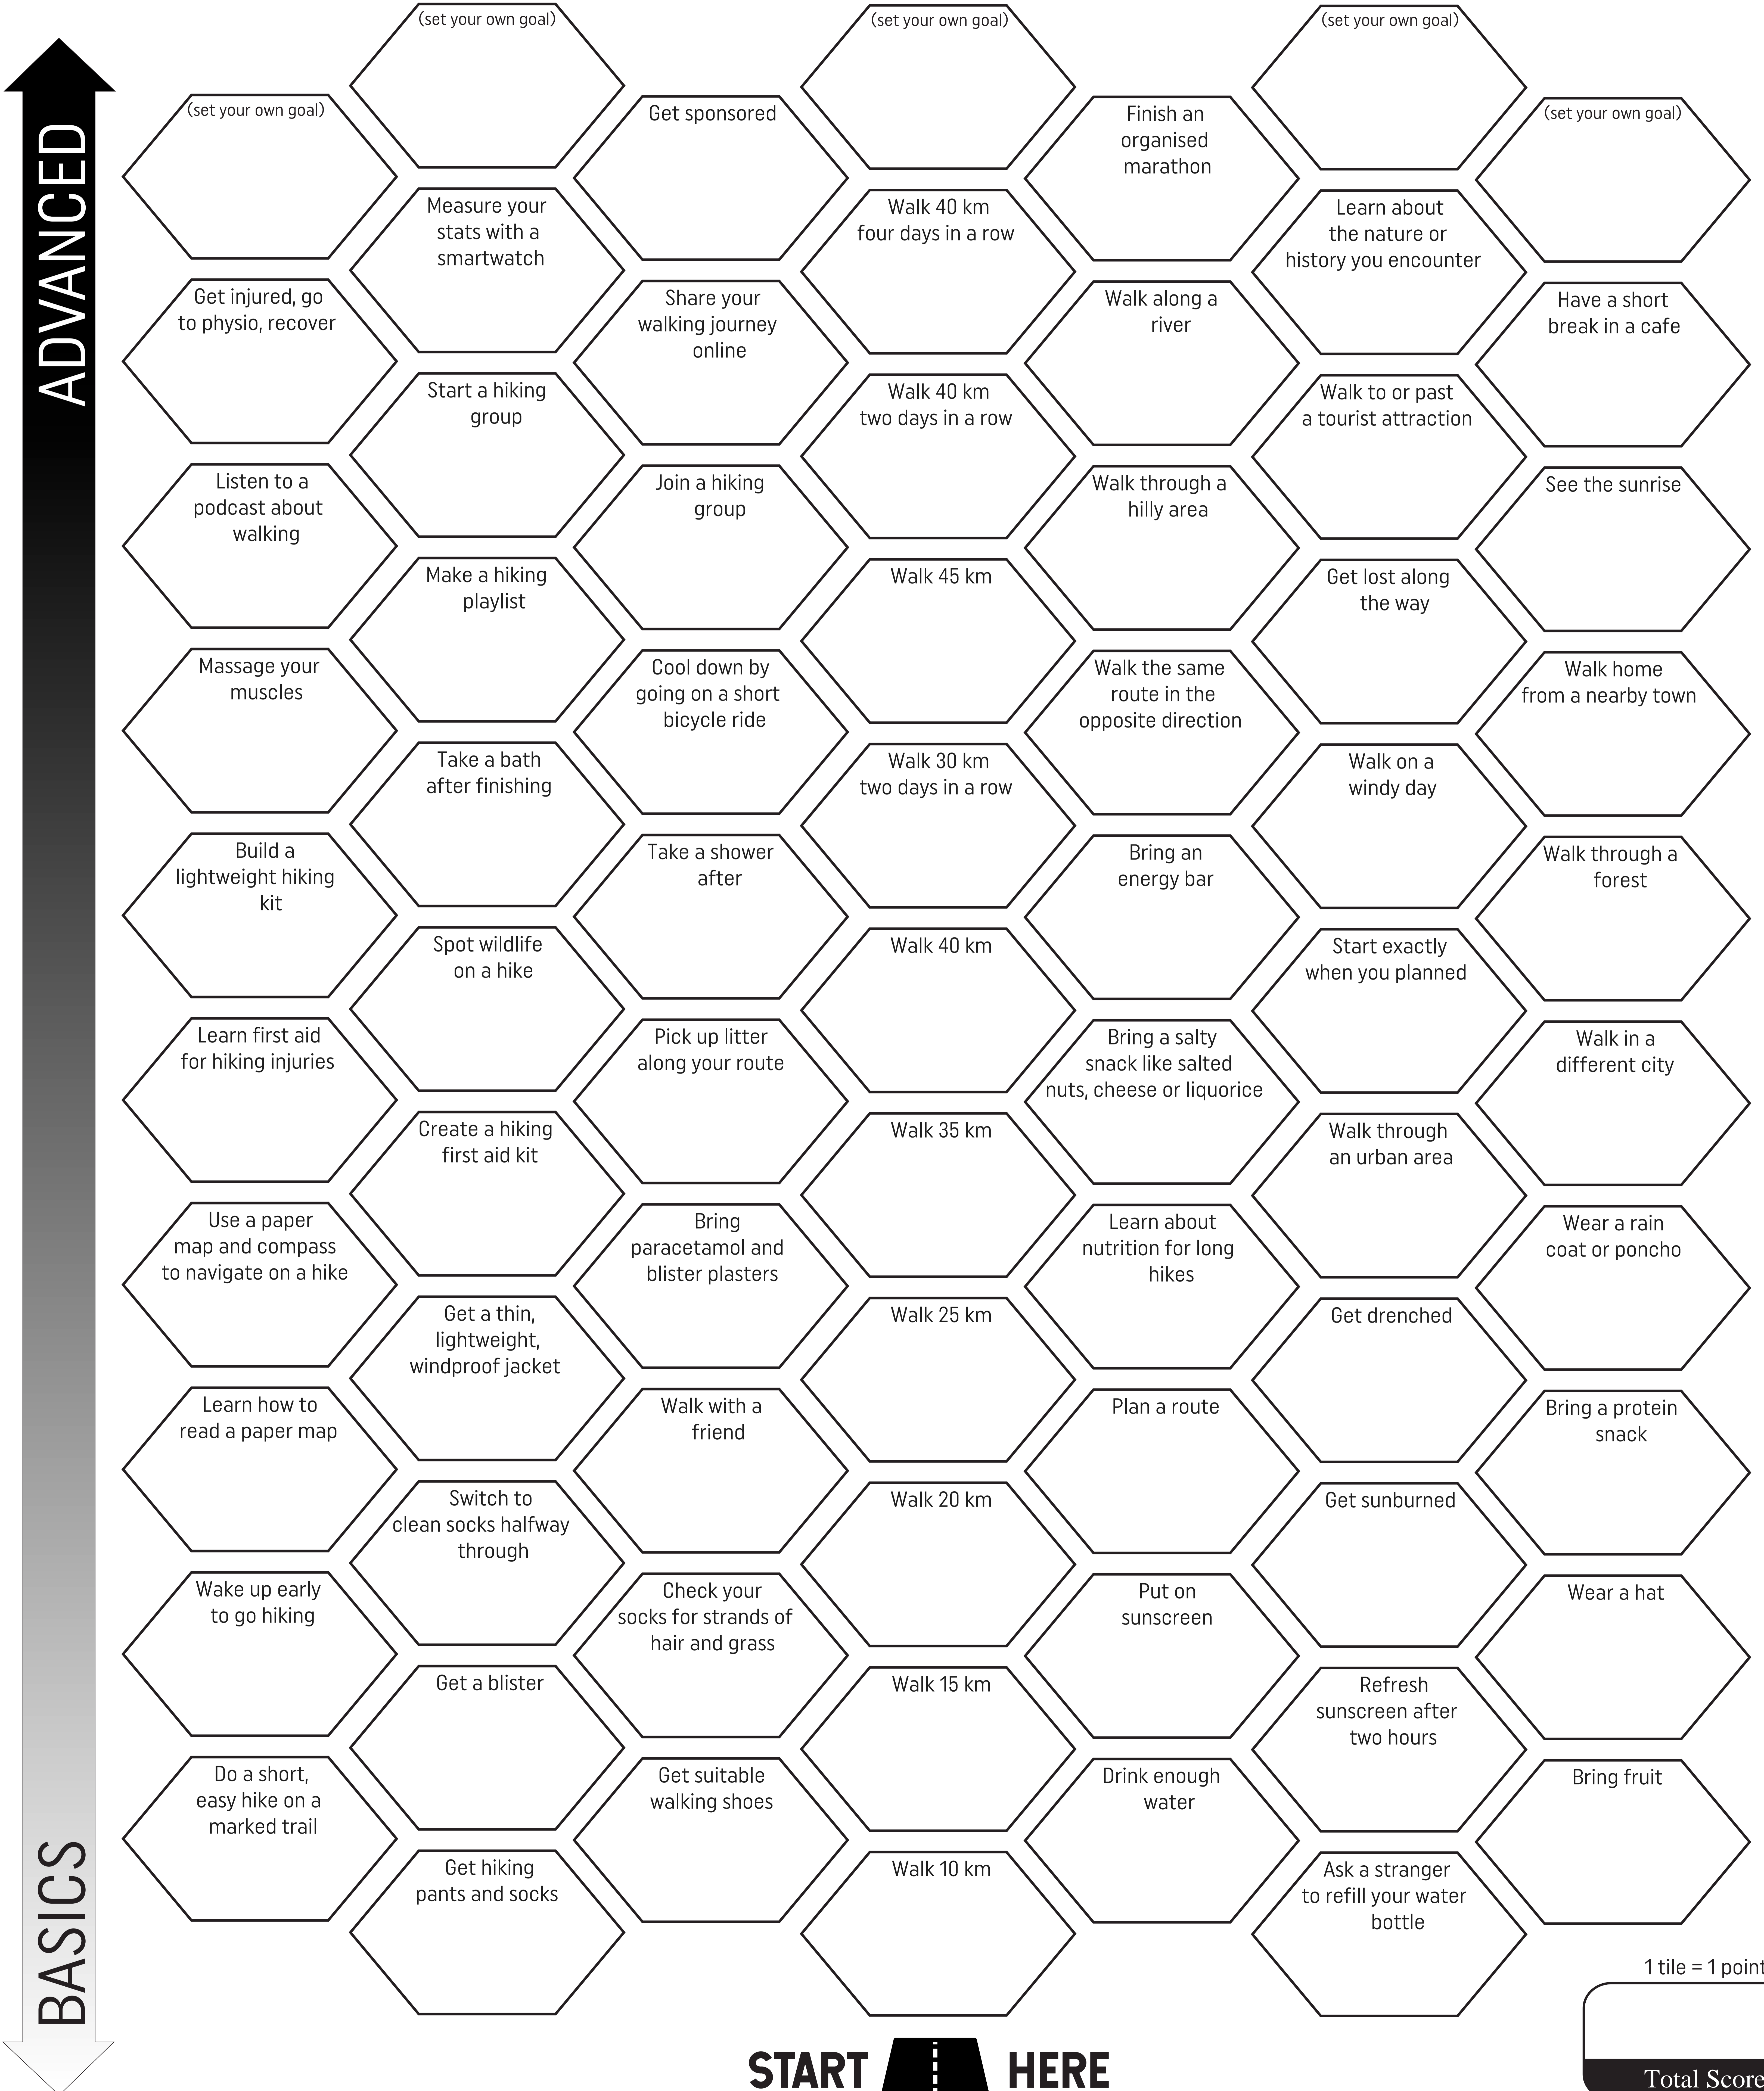 (set your own goal)
(set your own goal)
(set your own goal)
ADVANCED
(set your own goal)
Get sponsored
Finish an
organised
marathon
(set your own goal)
Measure your
stats with a
smartwatch
Walk 40 km
four days in a row
Learn about
the nature or
history you encounter
Get injured, go
to physio, recover
Share your
walking journey
online
Walk along a
river
Have a short
break in a cafe
Start a hiking
group
Walk 40 km
two days in a row
Walk to or past
a tourist attraction
Listen to a
podcast about
walking
Join a hiking
group
Walk through a
hilly area
See the sunrise
Make a hiking
playlist
Walk 45 km
Get lost along
the way
Massage your
muscles
Cool down by
going on a short
bicycle ride
Walk the same
route in the
opposite direction
Walk home
from a nearby town
Take a bath
after finishing
Walk 30 km
two days in a row
Walk on a
windy day
Build a
lightweight hiking
kit
Take a shower
after
Bring an
energy bar
Walk through a
forest
Spot wildlife
on a hike
Walk 40 km
Start exactly
when you planned
Learn first aid
for hiking injuries
Pick up litter
along your route
Bring a salty
snack like salted
nuts, cheese or liquorice
Walk in a
different city
Create a hiking
first aid kit
Walk 35 km
Walk through
an urban area
Use a paper
map and compass
to navigate on a hike
Bring
paracetamol and
blister plasters
Learn about
nutrition for long
hikes
Wear a rain
coat or poncho
Get a thin,
lightweight,
windproof jacket
Walk 25 km
Get drenched
Learn how to
read a paper map
Walk with a
friend
Plan a route
Bring a protein
snack
Switch to
clean socks halfway
through
Walk 20 km
Get sunburned
Wake up early
to go hiking
Check your
socks for strands of
hair and grass
Put on
sunscreen
Wear a hat
Get a blister
Walk 15 km
Refresh
sunscreen after
two hours
Do a short,
easy hike on a
marked trail
Get suitable
walking shoes
Drink enough
water
Bring fruit
BASICS
Get hiking
pants and socks
Walk 10 km
Ask a stranger
to refill your water
bottle
1 tile = 1 point
START HERE
Total Score